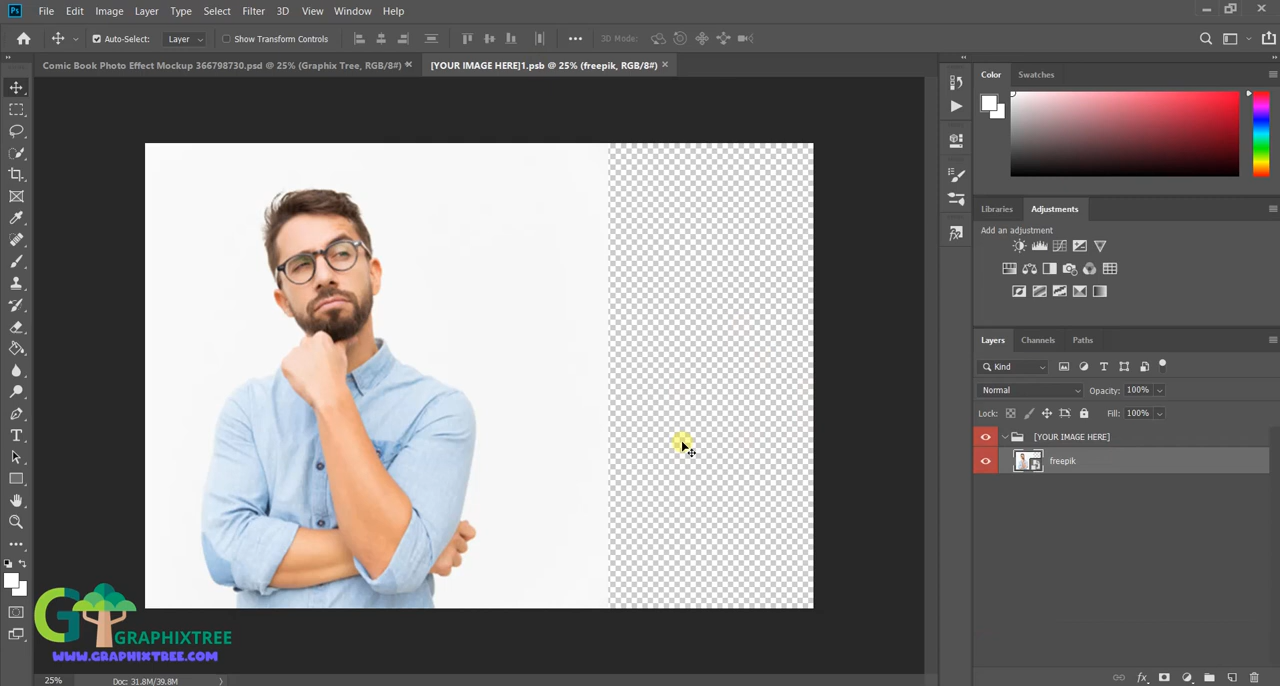 Ps File Edit Image Layer Type Select Filter 3D View Window Help
Auto-Select: Layer Show Transform Controls 3D Mode:
Comic Book Photo Effect Mockup 366798730.psd @ 25% (Graphix Tree, RGB/8#) [YOUR IMAGE HERE]1.psb @ 25% (freepik, RGB/8#)
Color Swatches
Libraries Adjustments
Add an adjustment
Layers Channels Paths
Kind
Normal Opacity: 100%
Lock: Fill: 100%
[YOUR IMAGE HERE]
freepik
G GRAPHIXTREE
WWW.GRAPHIXTREE.COM
25% Doc: 31.8M/39.8M